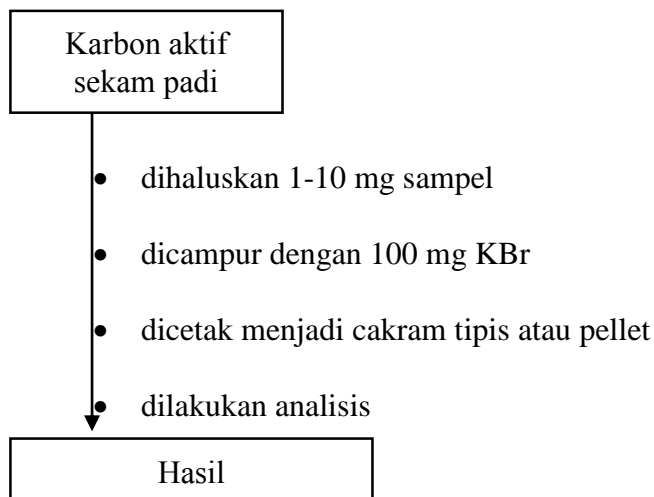 Karbon aktif
sekam padi
• dihaluskan 1-10 mg sampel
• dicampur dengan 100 mg KBr
• dicetak menjadi cakram tipis atau pellet
• dilakukan analisis
Hasil